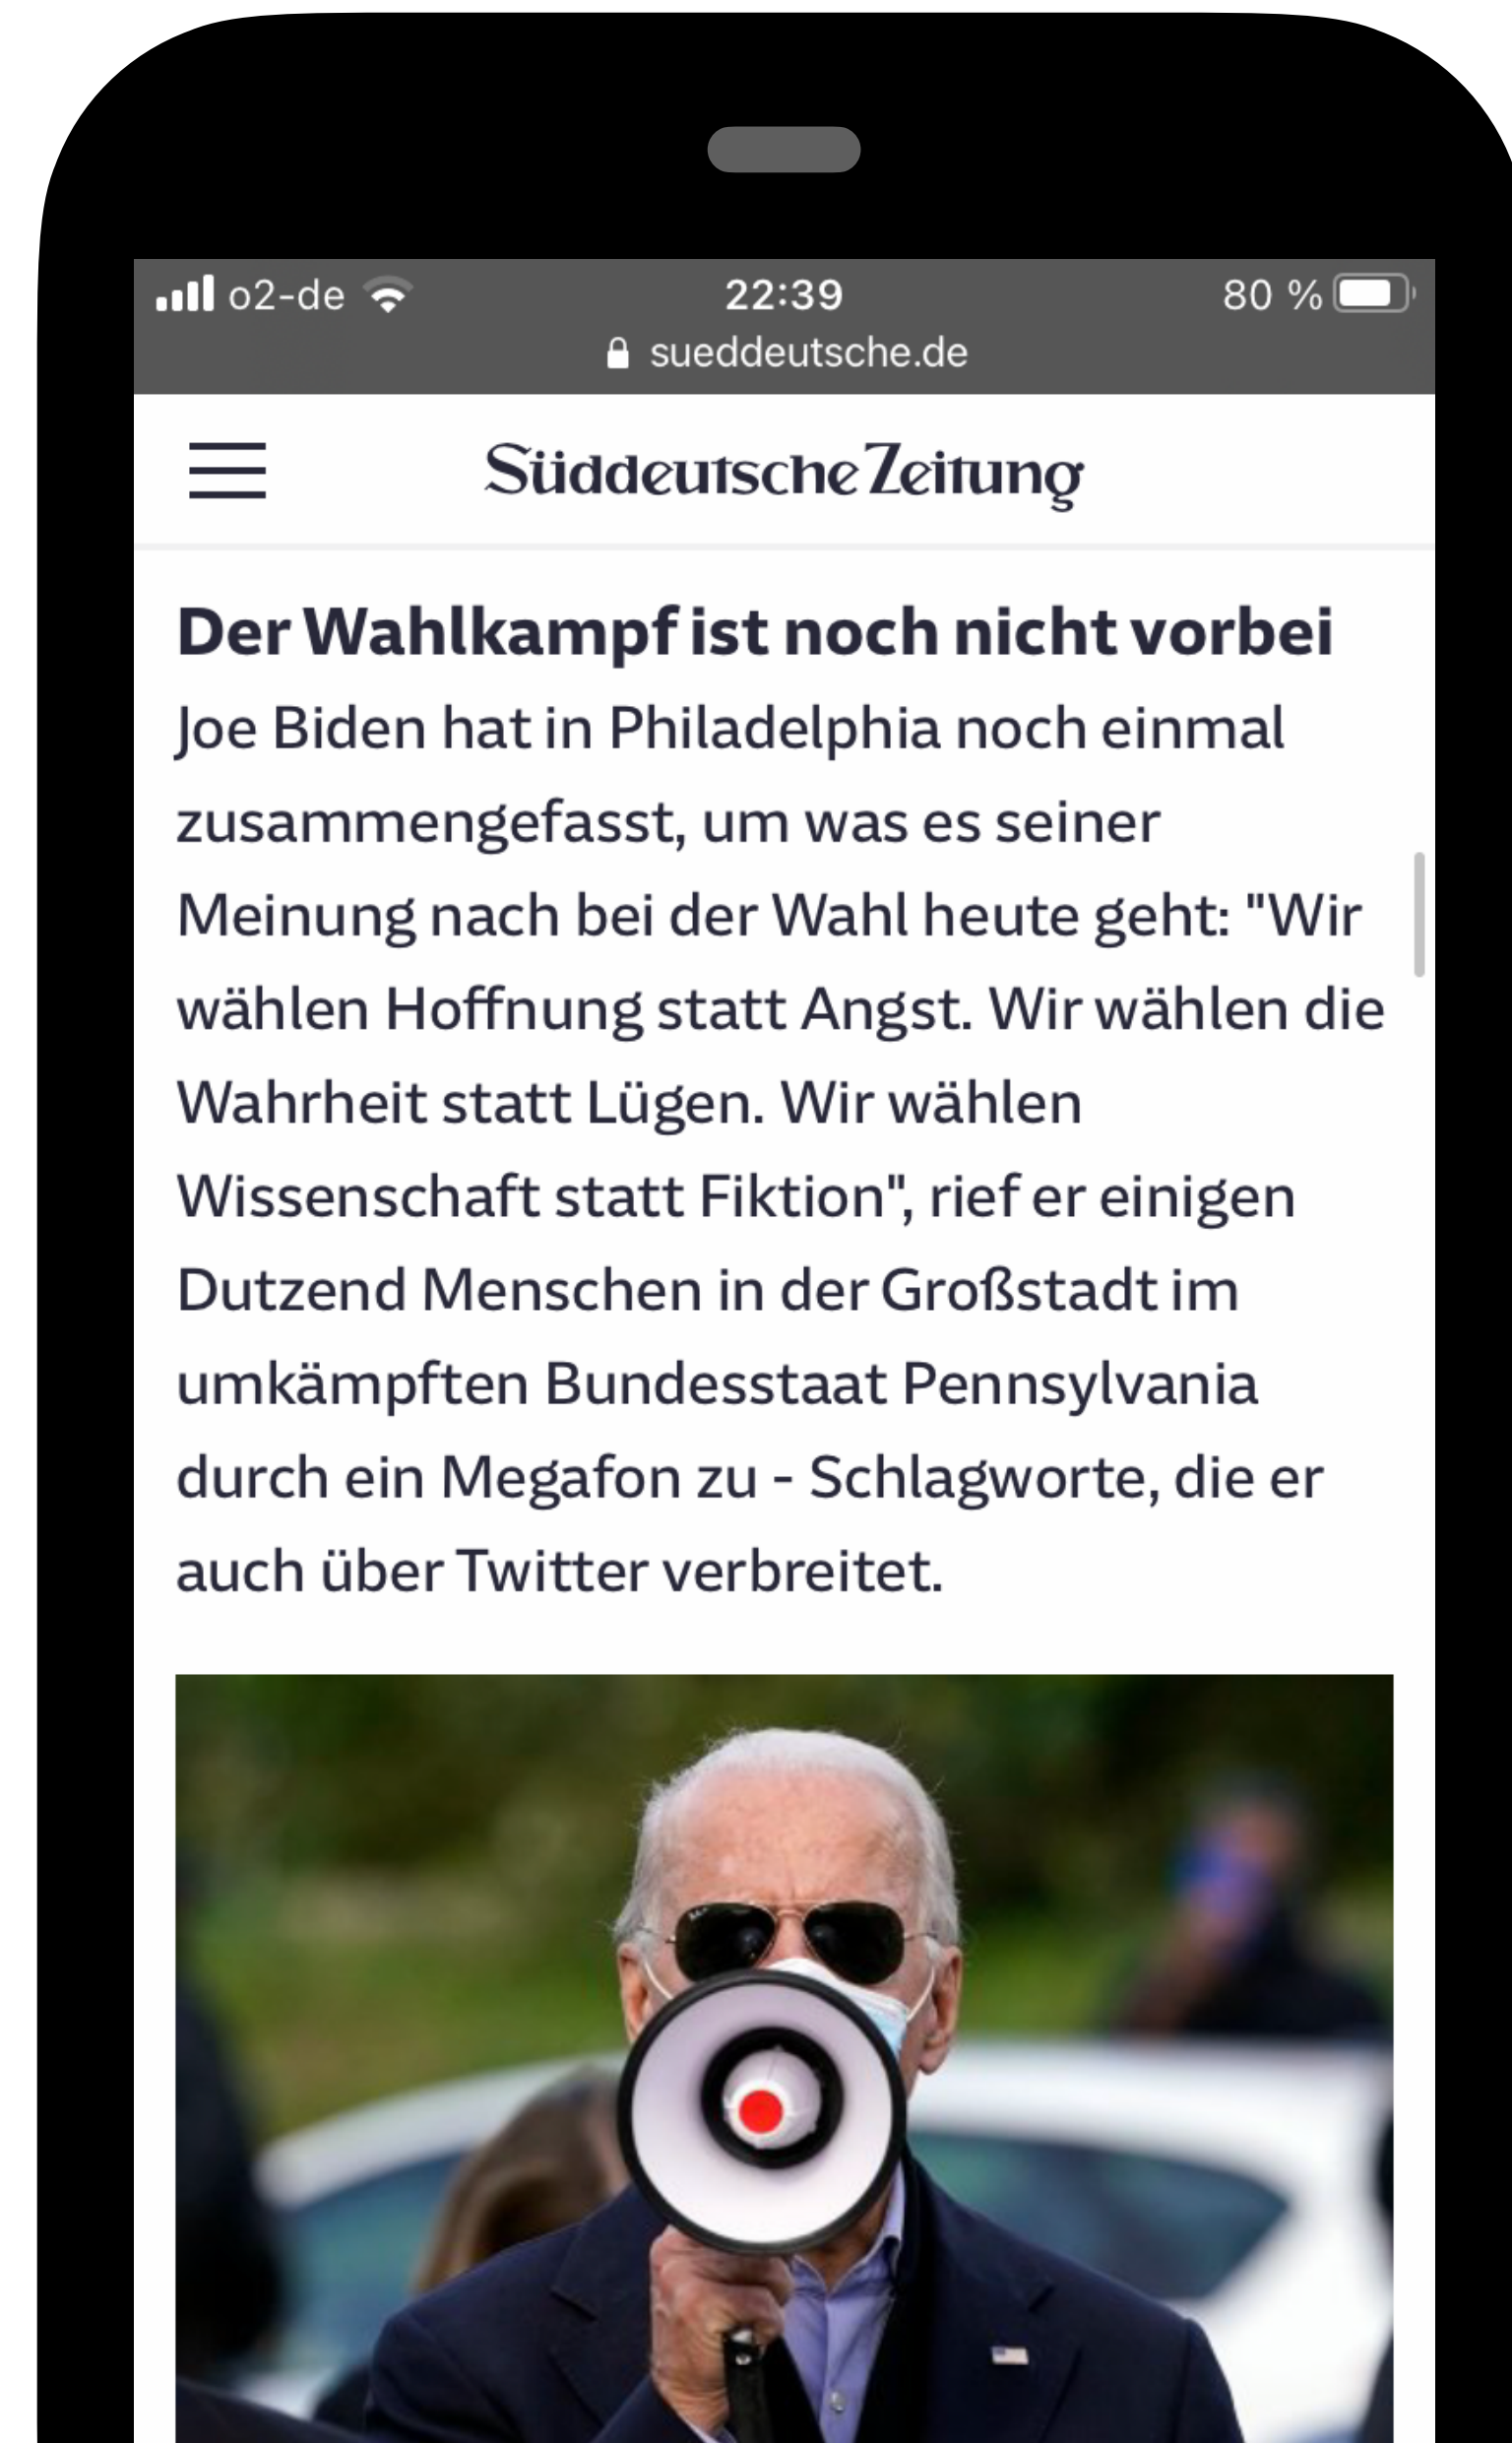 o2-de 22:39 80 %
sueddeutsche.de
Süddeutsche Zeitung
Der Wahlkampf ist noch nicht vorbei
Joe Biden hat in Philadelphia noch einmal
zusammengefasst, um was es seiner
Meinung nach bei der Wahl heute geht: "Wir
wählen Hoffnung statt Angst. Wir wählen die
Wahrheit statt Lügen. Wir wählen
Wissenschaft statt Fiktion", rief er einigen
Dutzend Menschen in der Großstadt im
umkämpften Bundesstaat Pennsylvania
durch ein Megafon zu - Schlagworte, die er
auch über Twitter verbreitet.